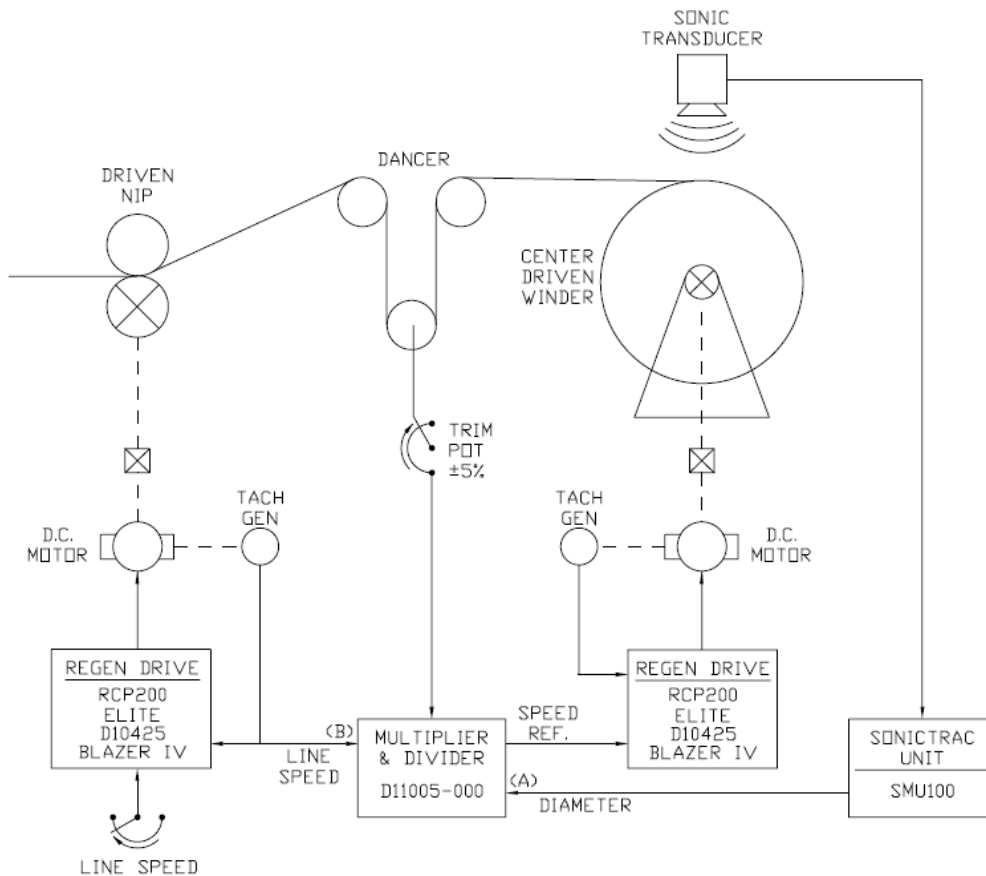 SONIC
TRANSDUCER
DANCER
DRIVEN
NIP
CENTER
DRIVEN
WINDER
TRIM
POT
±5%
TACH
GEN
D.C.
MOTOR
TACH
GEN
D.C.
MOTOR
REGEN DRIVE
RCP200
ELITE
D10425
BLAZER IV
(B)
LINE
SPEED
MULTIPLIER
& DIVIDER
D11005-000
SPEED
REF.
(A)
DIAMETER
REGEN DRIVE
RCP200
ELITE
D10425
BLAZER IV
SONICTRAC
UNIT
SMU100
LINE SPEED